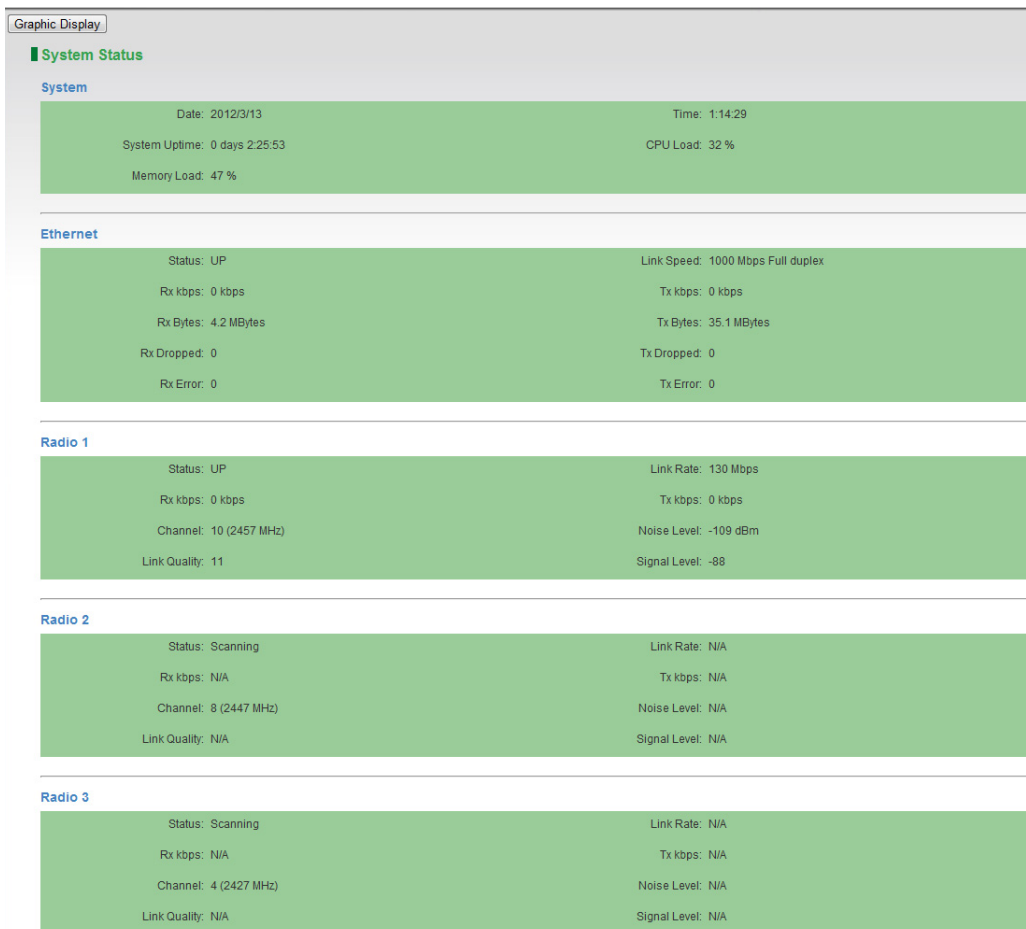 Graphic Display
System Status
System
Date: 2012/3/13 Time: 1:14:29
System Uptime: 0 days 2:25:53 CPU Load: 32 %
Memory Load: 47 %
Ethernet
Status: UP Link Speed: 1000 Mbps Full duplex
Rx kbps: 0 kbps Tx kbps: 0 kbps
Rx Bytes: 4.2 MBytes Tx Bytes: 35.1 MBytes
Rx Dropped: 0 Tx Dropped: 0
Rx Error: 0 Tx Error: 0
Radio 1
Status: UP Link Rate: 130 Mbps
Rx kbps: 0 kbps Tx kbps: 0 kbps
Channel: 10 (2457 MHz) Noise Level: -109 dBm
Link Quality: 11 Signal Level: -88
Radio 2
Status: Scanning Link Rate: N/A
Rx kbps: N/A Tx kbps: N/A
Channel: 8 (2447 MHz) Noise Level: N/A
Link Quality: N/A Signal Level: N/A
Radio 3
Status: Scanning Link Rate: N/A
Rx kbps: N/A Tx kbps: N/A
Channel: 4 (2427 MHz) Noise Level: N/A
Link Quality: N/A Signal Level: N/A